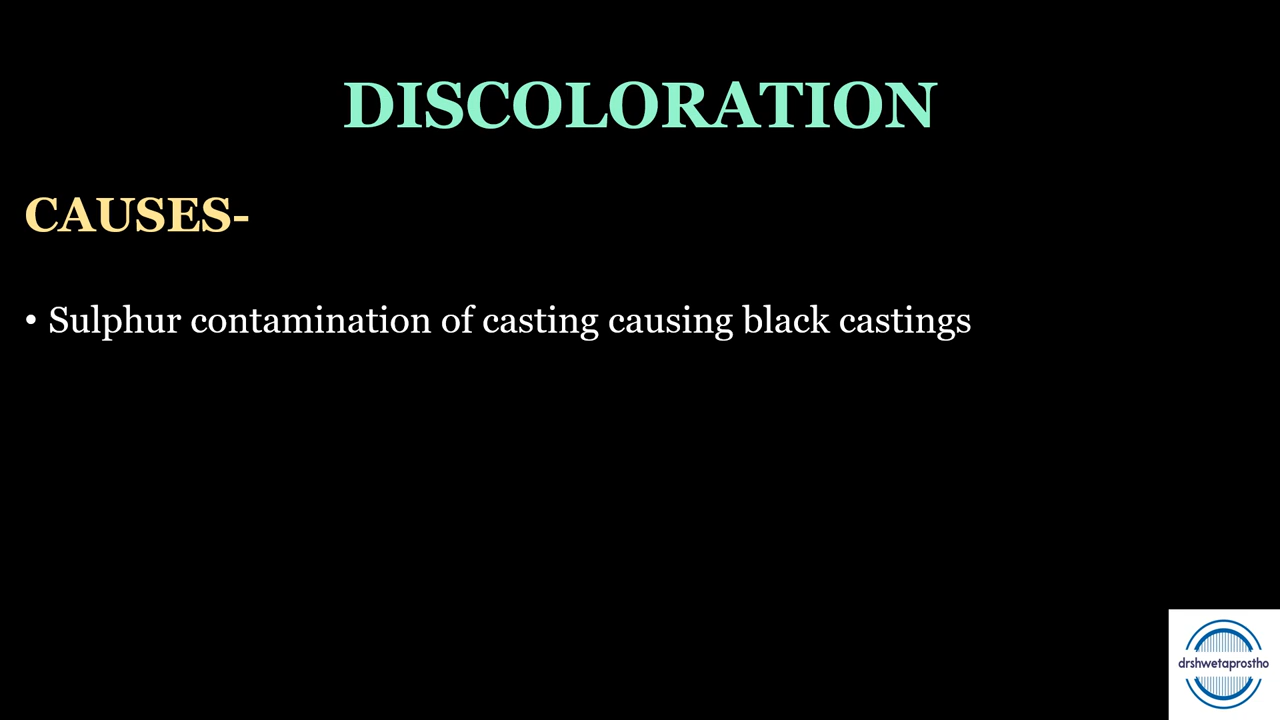 DISCOLORATION
CAUSES-
• Sulphur contamination of casting causing black castings
drshwetaprostho